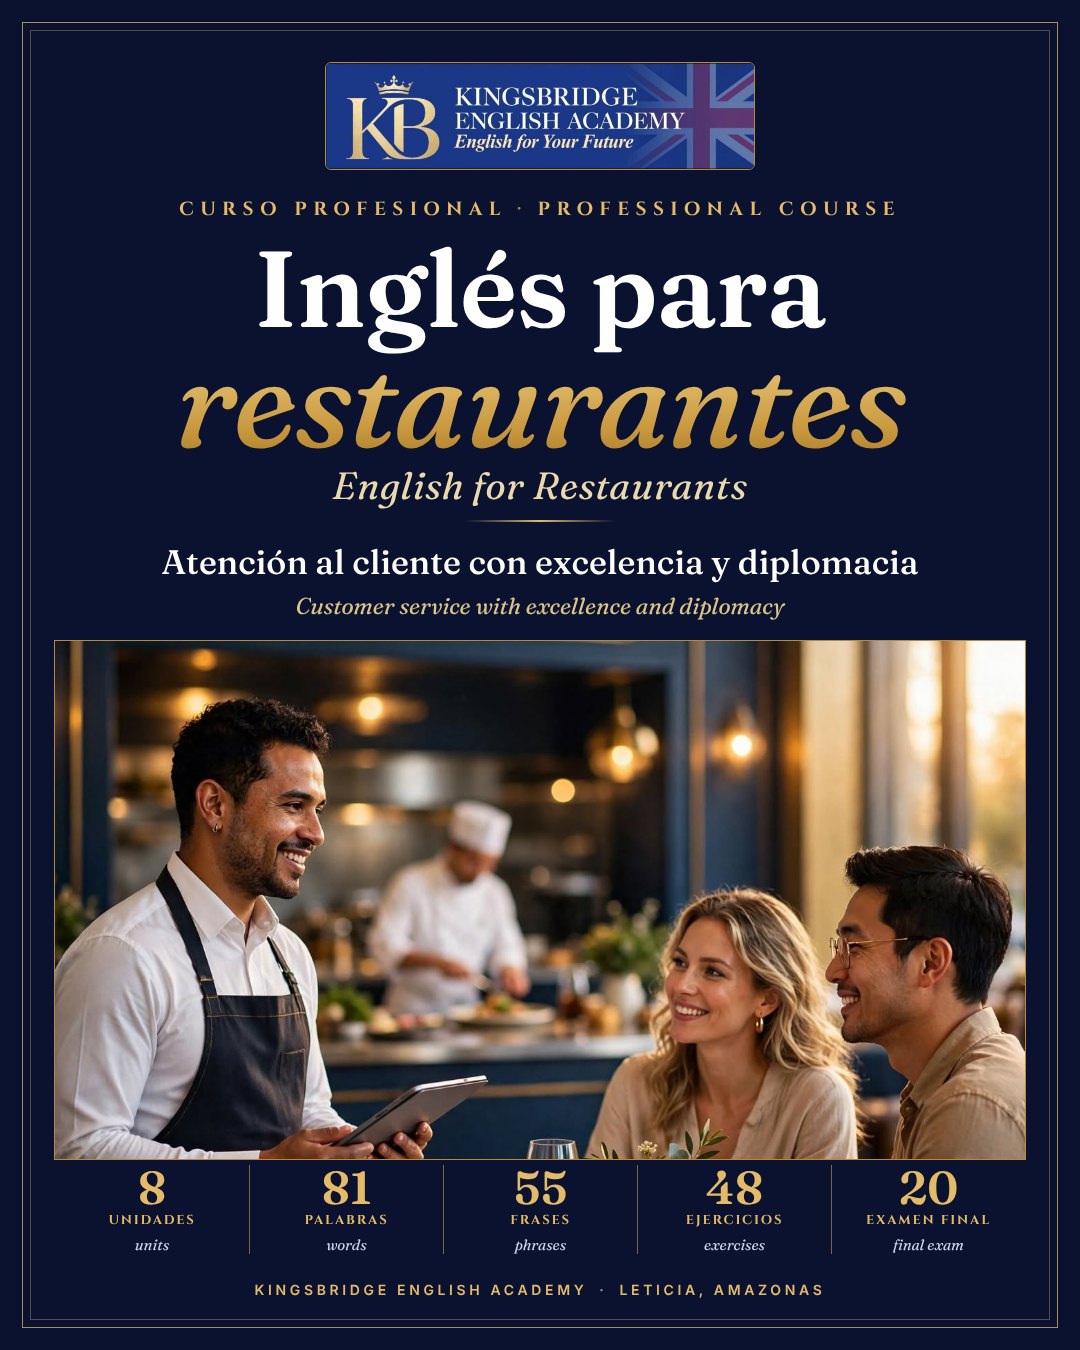 KB
KINGSBRIDGE
ENGLISH ACADEMY
English for Your Future
CURSO PROFESIONAL · PROFESSIONAL COURSE
Inglés para
restaurantes
English for Restaurants
Atención al cliente con excelencia y diplomacia
Customer service with excellence and diplomacy
8
UNIDADES
units
81
PALABRAS
words
55
FRASES
phrases
48
EJERCICIOS
exercises
20
EXAMEN FINAL
final exam
KINGSBRIDGE ENGLISH ACADEMY · LETICIA, AMAZONAS